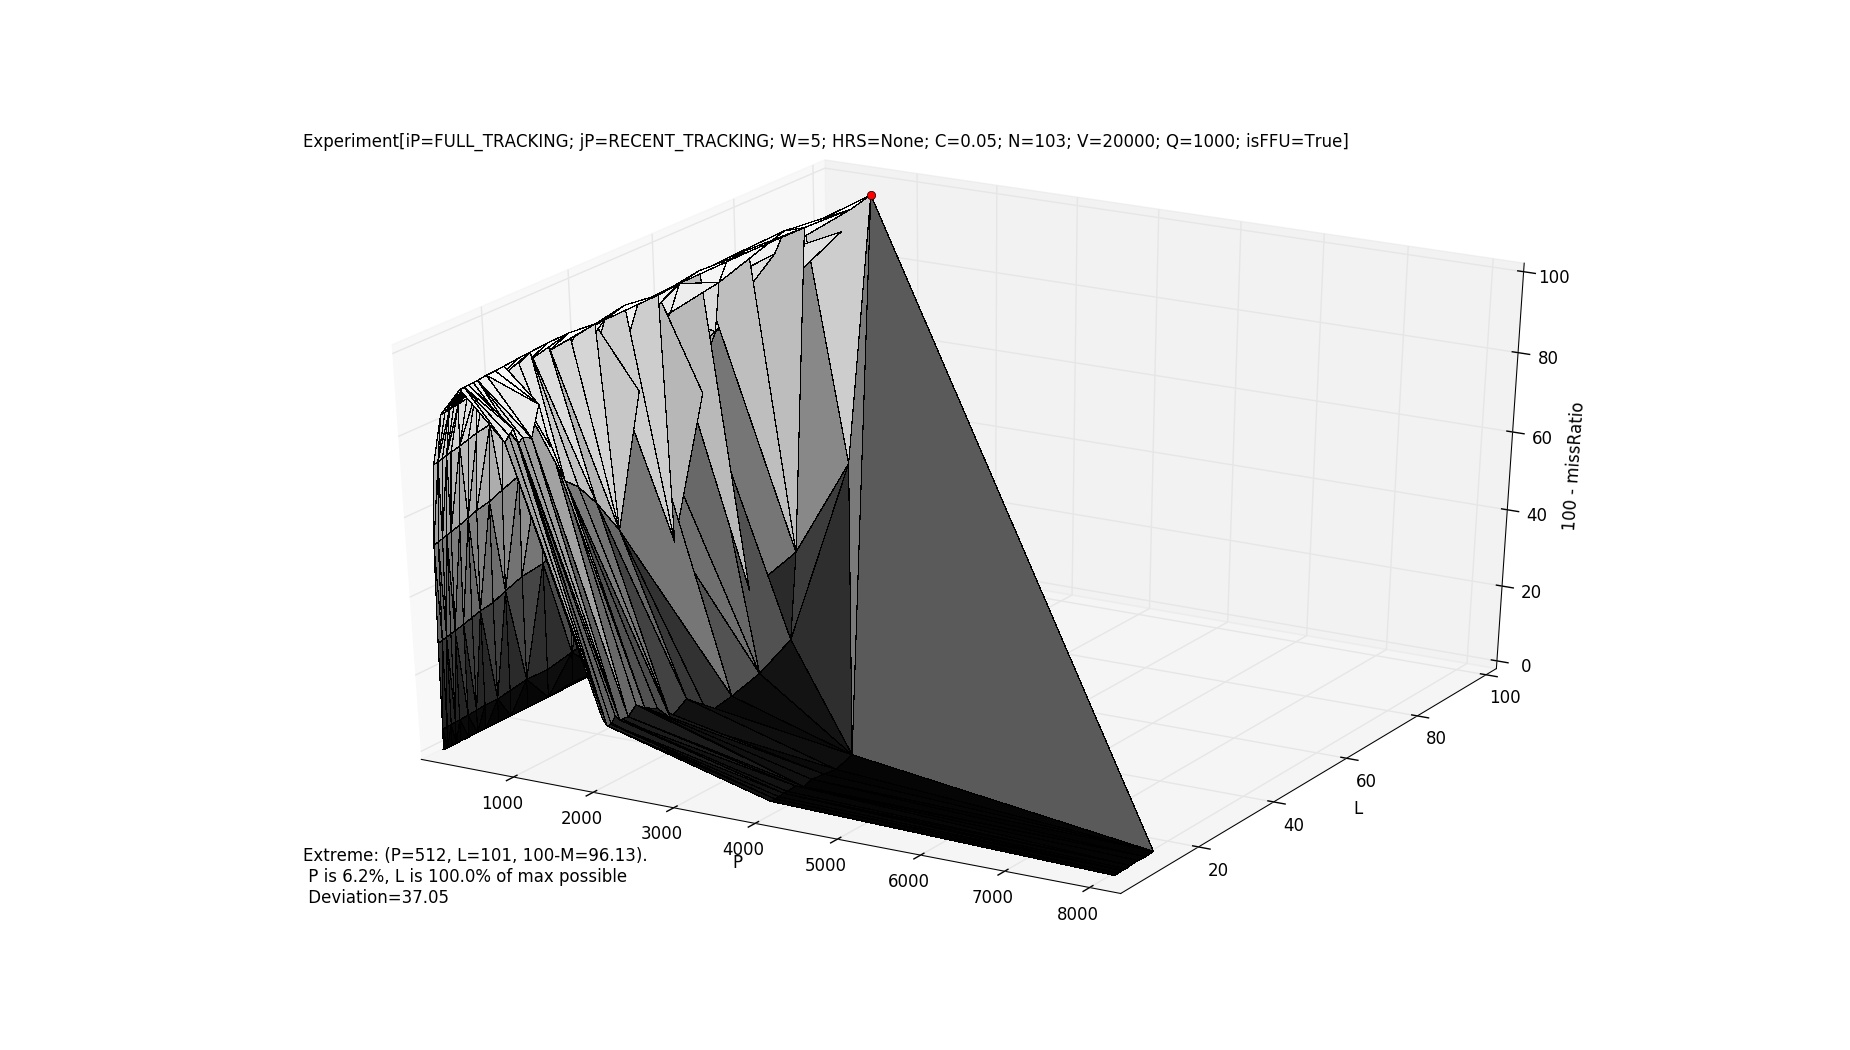 Experiment[iP=FULL_TRACKING; jP=RECENT_TRACKING; W=5; HRS=None; C=0.05; N=103; V=20000; Q=1000; isFFU=True]
100
80
60
40
20
0
100 - missRatio
100
80
60
40
20
L
1000
2000
3000
4000
5000
6000
7000
8000
P
Extreme: (P=512, L=101, 100-M=96.13).
P is 6.2%, L is 100.0% of max possible
Deviation=37.05